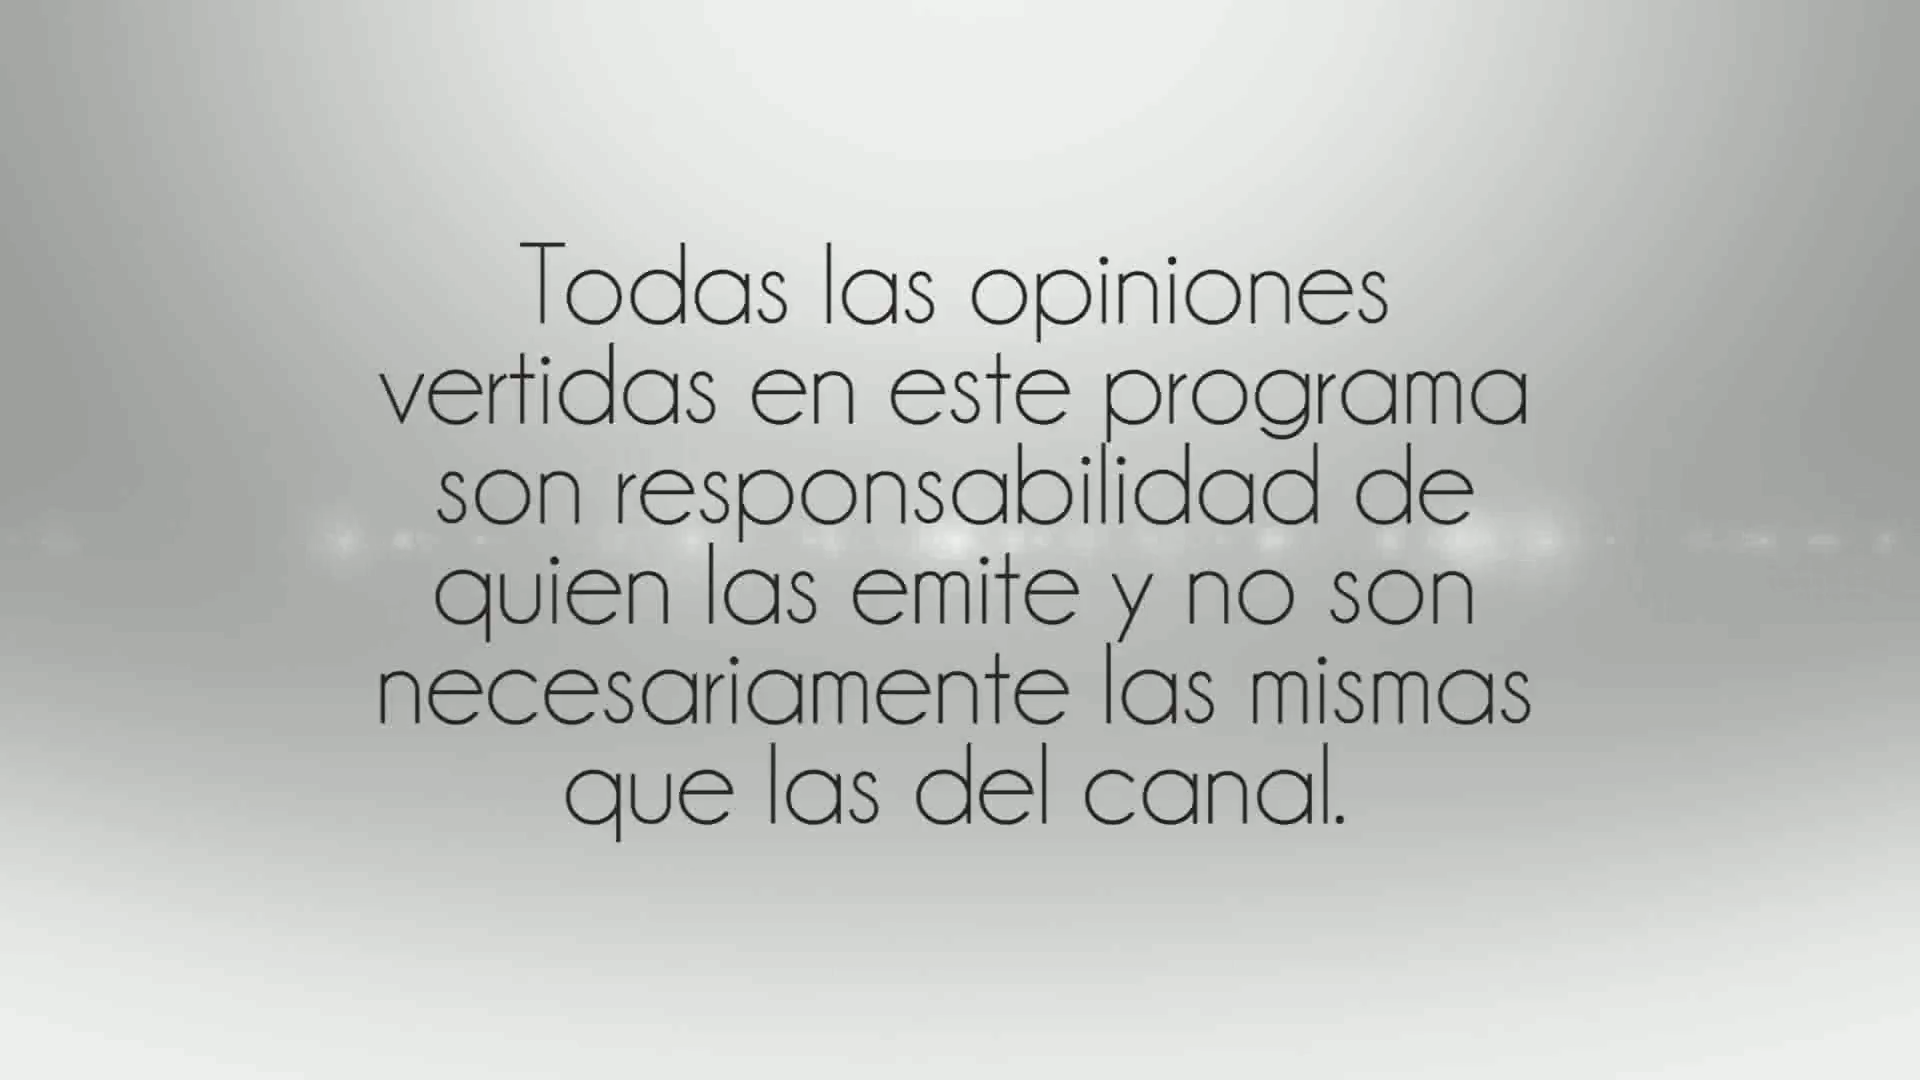 Todas las opiniones
vertidas en este programa
son responsabilidad de
quien las emite y no son
necesariamente las mismas
que las del canal.